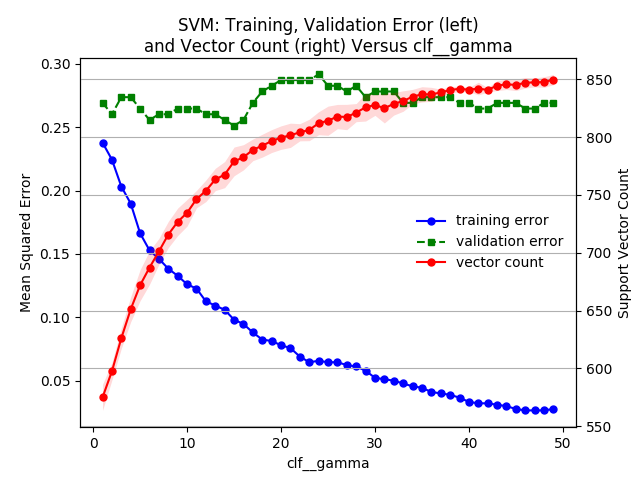 SVM: Training, Validation Error (left)
and Vector Count (right) Versus clf__gamma
0.30
0.25
0.20
0.15
0.10
0.05
Mean Squared Error
training error
validation error
vector count
850
800
750
700
650
600
550
Support Vector Count
0
10
20
30
40
50
clf__gamma